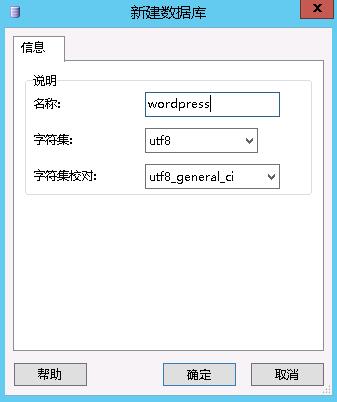 新建数据库
x
信息
说明
名称: wordpress
字符集: utf8
字符集校对: utf8_general_ci
帮助 确定 取消